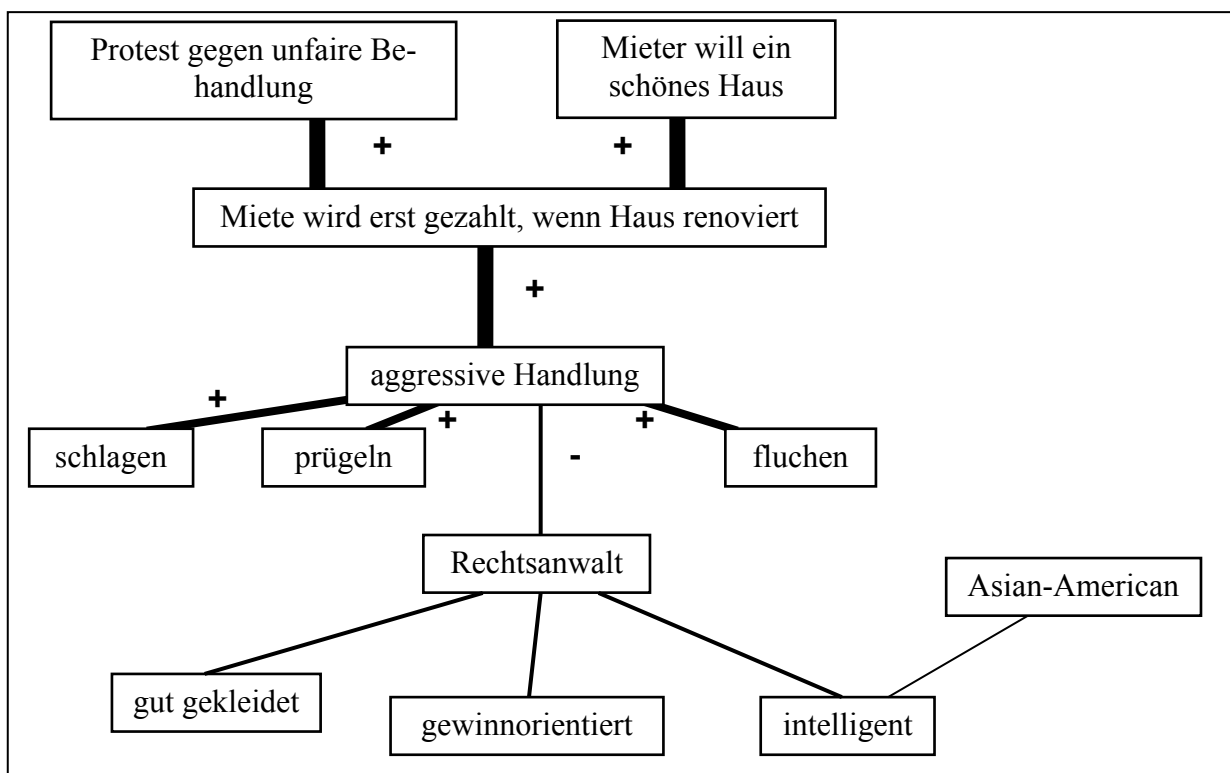 Protest gegen unfaire Be-
handlung
Mieter will ein
schönes Haus
+
+
Miete wird erst gezahlt, wenn Haus renoviert
+
aggressive Handlung
+
+
+
schlagen
prügeln
-
fluchen
Rechtsanwalt
Asian-American
gut gekleidet
gewinnorientiert
intelligent